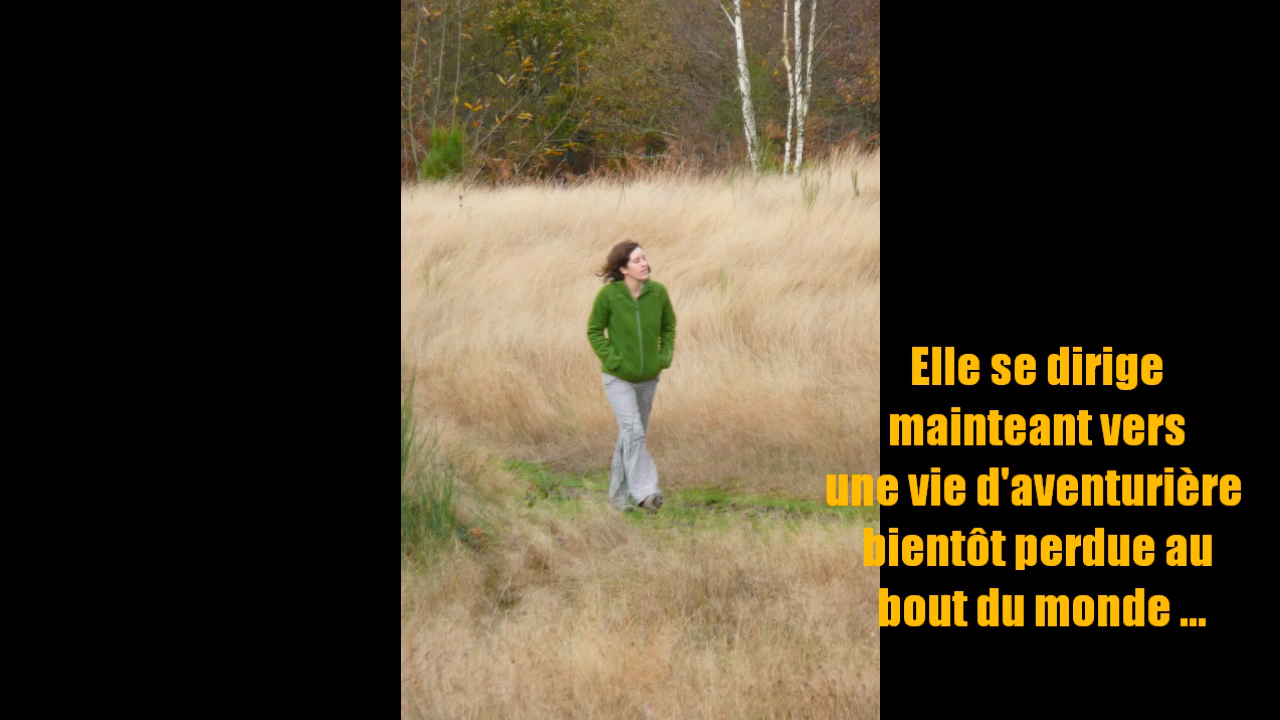 Elle se dirige
mainteant vers
une vie d'aventurière
bientôt perdue au
bout du monde ...